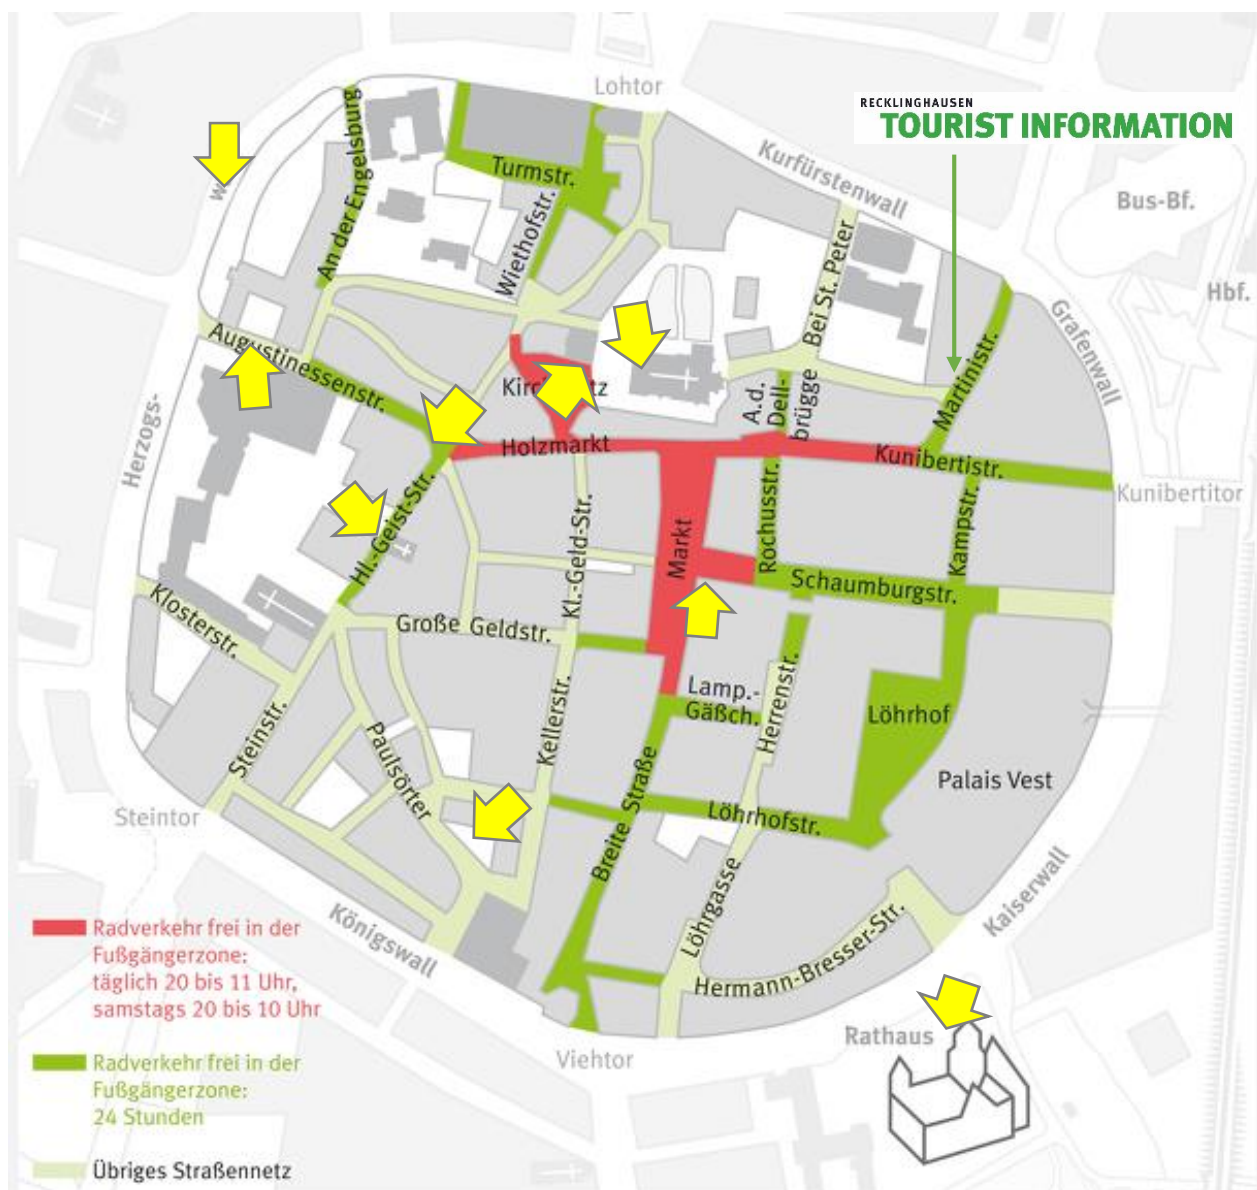 Lohtor
RECKLINGHAUSEN
TOURIST INFORMATION
Kurfürstenwall
Bus-Bf.
Hbf.
An der Engelsburg
Turmstr.
Wiethofstr.
Bei St. Peter
Grafenwall
Martinistr.
Augustinessenstr.
A.d.
Dell-
brügge
Herzogs-
Holzmarkt
Kunibertistr.
Kunibertitor
Hl.-Geist-Str.
Kl.-Geld-Str.
Markt
Rochusstr.
Kampstr.
Schaumburgstr.
Klosterstr.
Große Geldstr.
Lamp.-
Gäßch.
Herrenstr.
Löhrhof
Kellerstr.
Steinstr.
Paulsörter
Palais Vest
Steintor
Breite Straße
Löhrhofstr.
Löhrgasse
Kaiserwall
Königswall
Hermann-Bresser-Str.
Rathaus
Viehtor
Radverkehr frei in der
Fußgängerzone:
täglich 20 bis 11 Uhr,
samstags 20 bis 10 Uhr
Radverkehr frei in der
Fußgängerzone:
24 Stunden
Übriges Straßennetz